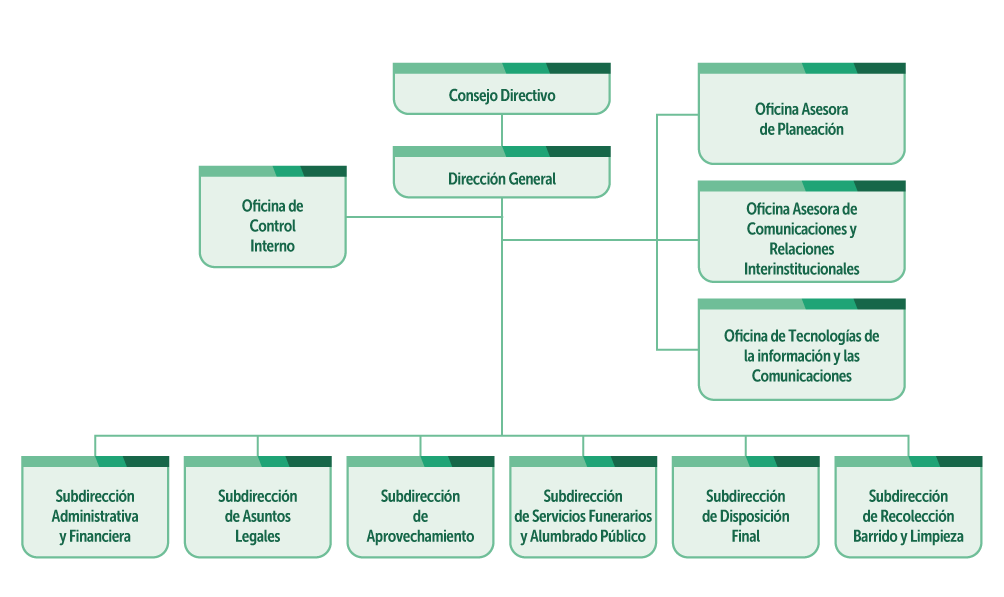 Consejo Directivo
Dirección General
Oficina de
Control
Interno
Oficina Asesora
de Planeación
Oficina Asesora de
Comunicaciones y
Relaciones
Interinstitucionales
Oficina de Tecnologías de
la información y las
Comunicaciones
Subdirección
Administrativa
y Financiera
Subdirección
de Asuntos
Legales
Subdirección
de
Aprovechamiento
Subdirección
de Servicios Funerarios
y Alumbrado Público
Subdirección
de Disposición
Final
Subdirección
de Recolección
Barrido y Limpieza